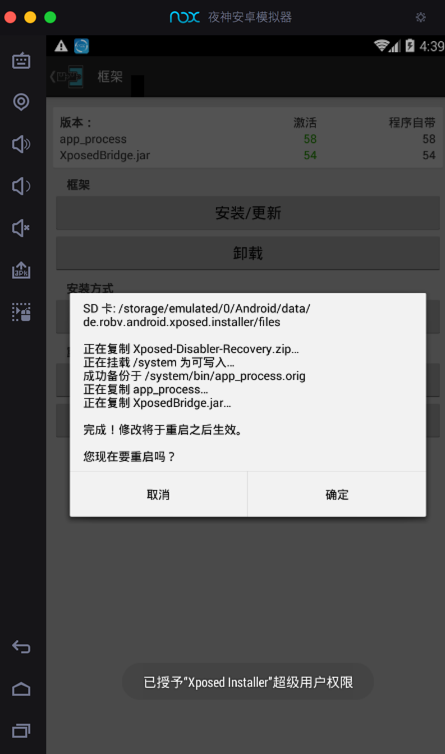 nox 夜神安卓模拟器
4:39
框架
版本： 激活 程序自带
app_process 58 58
XposedBridge.jar 54 54
框架
安装/更新
卸载
安装方式
SD 卡: /storage/emulated/0/Android/data/
de.robv.android.xposed.installer/files
正在复制 Xposed-Disabler-Recovery.zip...
正在挂载 /system 为可写入...
成功备份于 /system/bin/app_process.orig
正在复制 app_process...
正在复制 XposedBridge.jar...
完成！修改将于重启之后生效。
您现在要重启吗？
取消 确定
已授予“Xposed Installer”超级用户权限